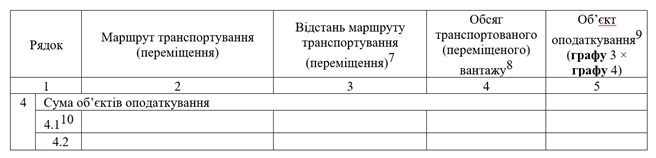 Рядок
Маршрут транспортування
(переміщення)
Відстань маршруту
транспортування
(переміщення)7
Обсяг
транспортованого
(переміщеного)
вантажу8
Об’єкт
оподаткування9
(графу 3 ×
графу 4)
1 2 3 4 5
4 Сума об’єктів оподаткування
4.110
4.2